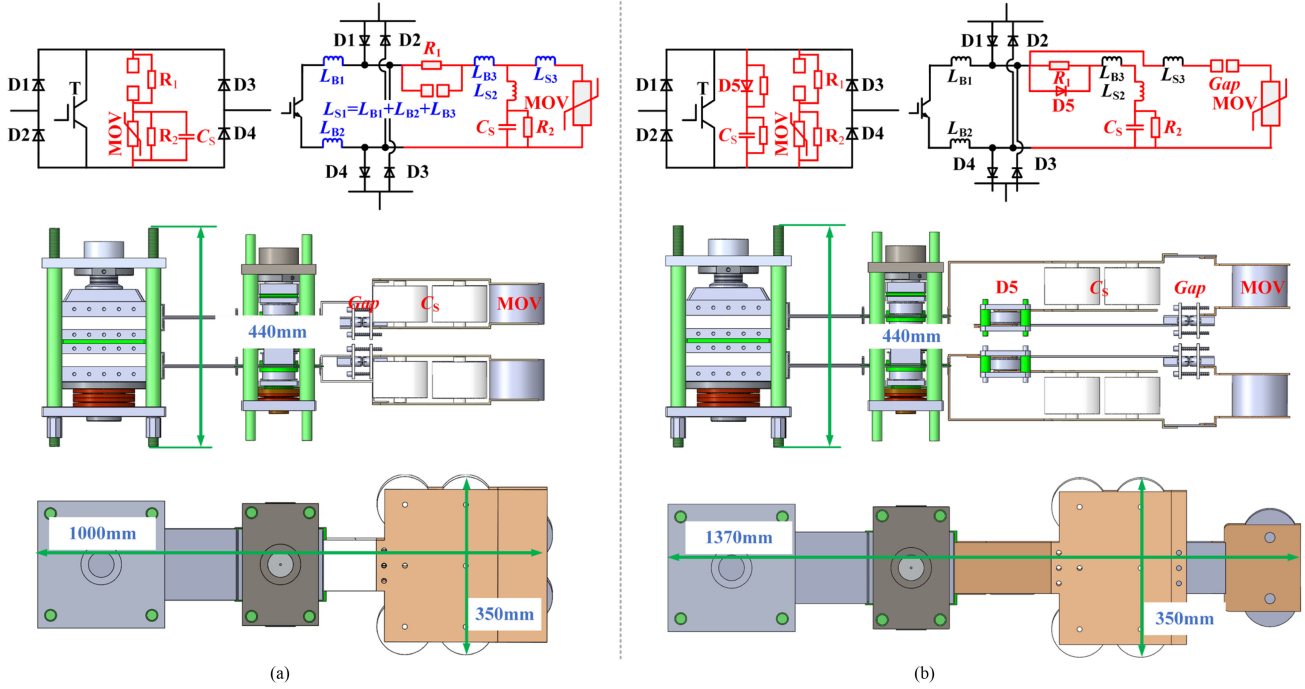 D1
D2
T
MOV
R1
R2
CS
D3
D4
D1
D2
LB1
R1
LB3
LS2
LS3
MOV
LS1=LB1+LB2+LB3
LB2
CS
R2
D4
D3
440mm
Gap
CS
MOV
1000mm
350mm
(a)
D1
D2
T
D5
CS
MOV
R1
R2
D3
D4
D1
D2
LB1
R1
D5
LB3
LS2
LS3
Gap
MOV
LB2
CS
R2
D4
D3
440mm
D5
CS
Gap
MOV
1370mm
350mm
(b)